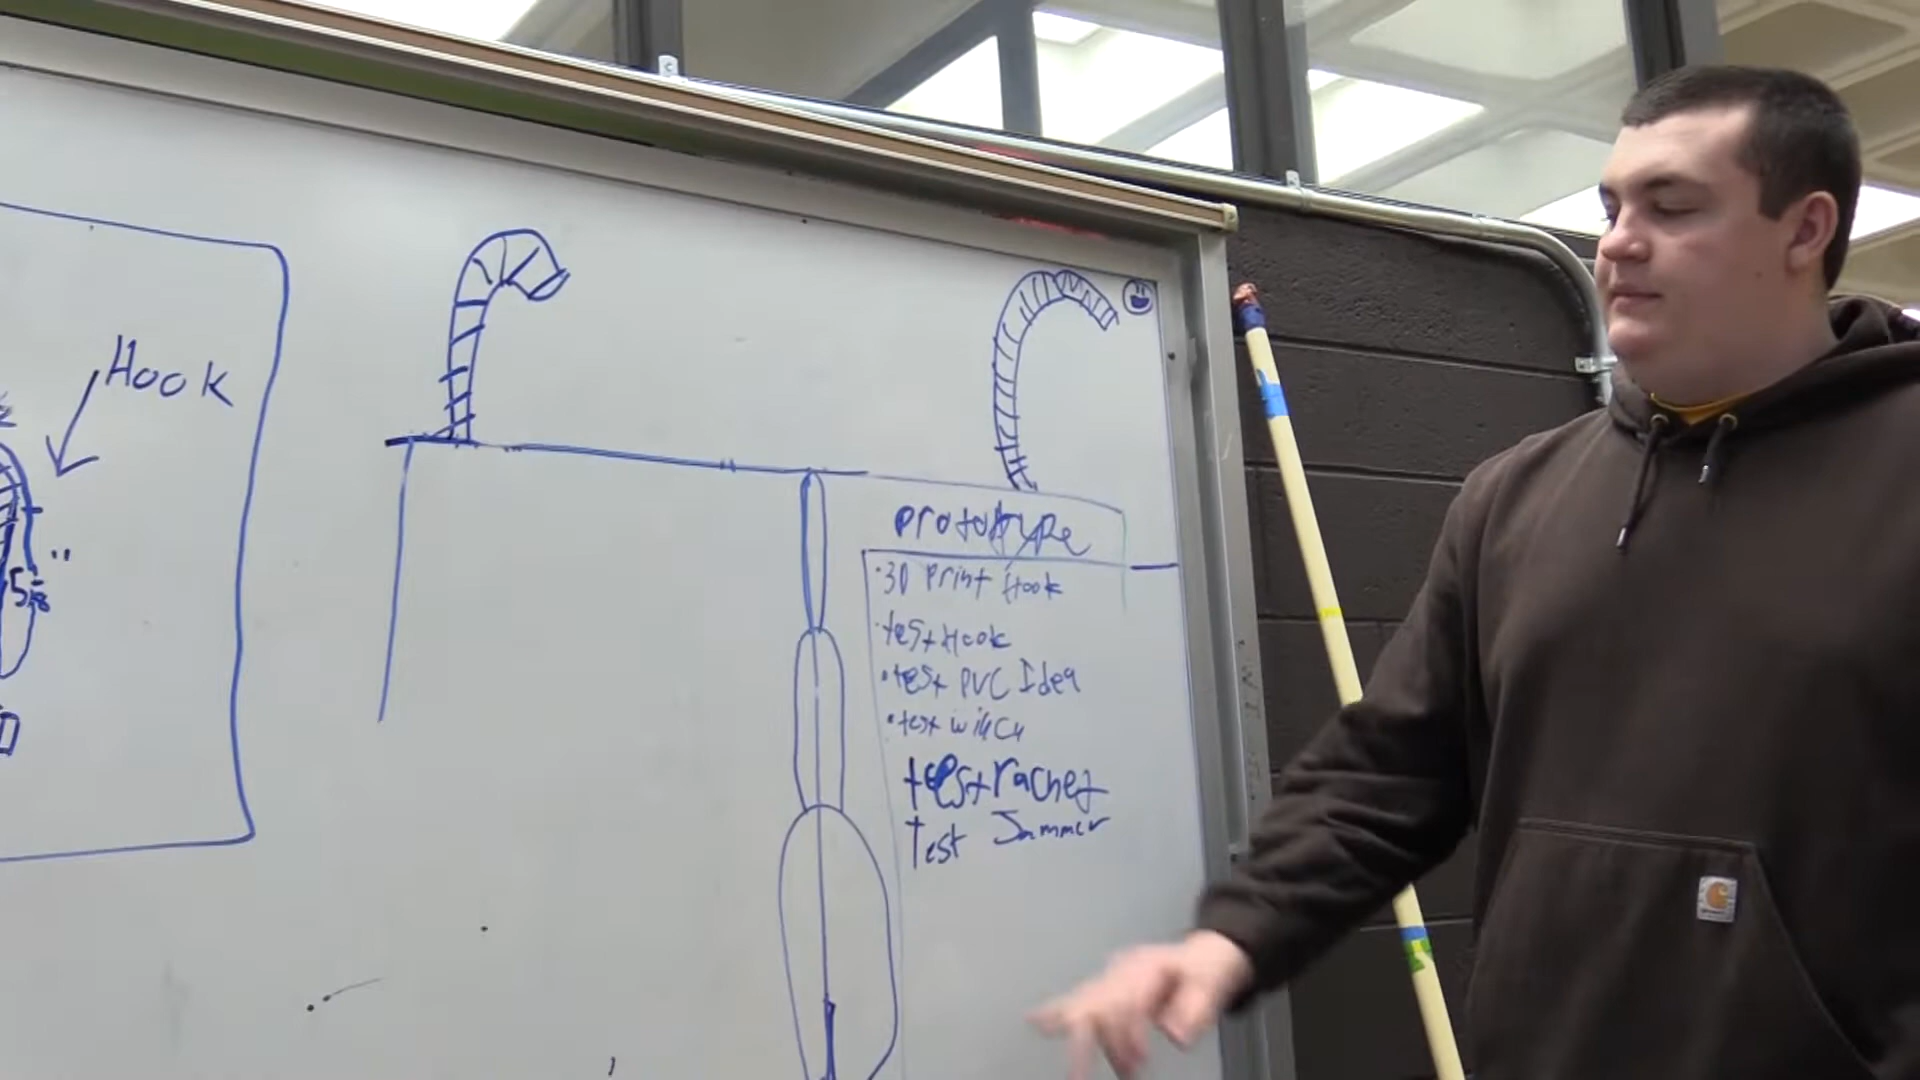 Hook
prototype
•3D print Hook
•test Hook
•test PVC Idea
•test winch
test rachet
Test Jammer